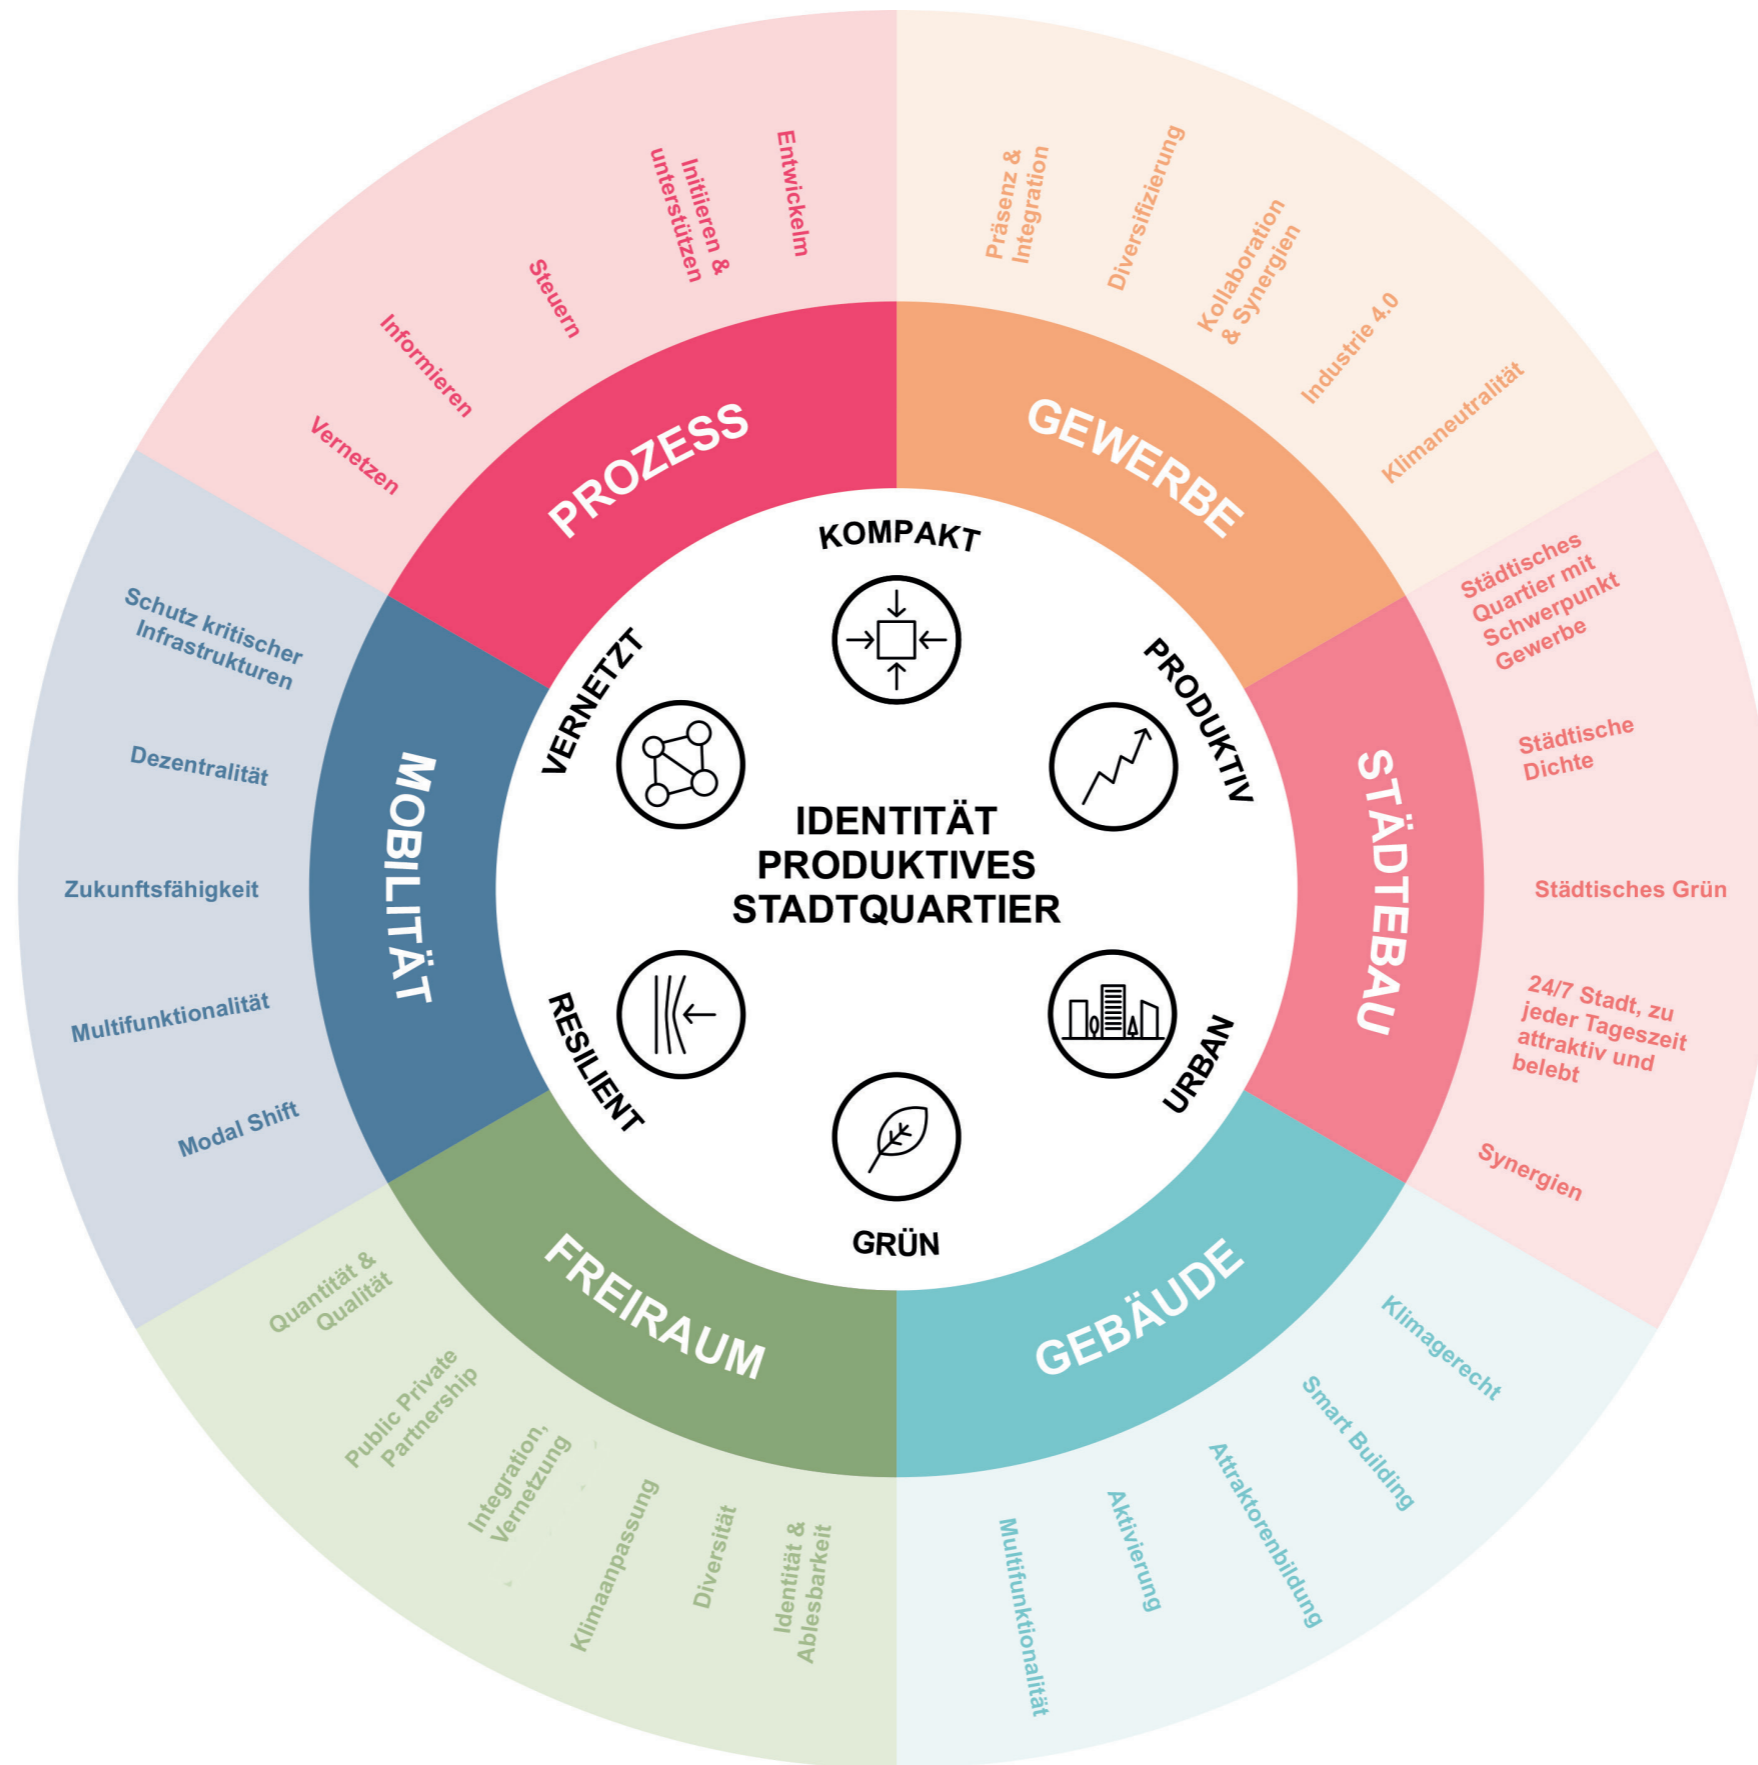 IDENTITÄT
PRODUKTIVES
STADTQUARTIER
KOMPAKT
PRODUKTIV
URBAN
GRÜN
RESILIENT
VERNETZT
GEWERBE
Präsenz &
Integration
Diversifizierung
Kollaboration
& Synergien
Industrie 4.0
Klimaneutralität
STÄDTEBAU
Städtisches
Quartier mit
Schwerpunkt
Gewerbe
Städtische
Dichte
Städtisches Grün
24/7 Stadt, zu
jeder Tageszeit
attraktiv und
belebt
Synergien
GEBÄUDE
Klimagerecht
Smart Building
Attraktorenbildung
Aktivierung
Multifunktionalität
FREIRAUM
Identität &
Ablesbarkeit
Diversität
Klimaanpassung
Integration,
Vernetzung
Public Private
Partnership
Quantität &
Qualität
MOBILITÄT
Modal Shift
Multifunktionalität
Zukunftsfähigkeit
Dezentralität
Schutz kritischer
Infrastrukturen
PROZESS
Vernetzen
Informieren
Steuern
Initiieren &
unterstützen
Entwickelm